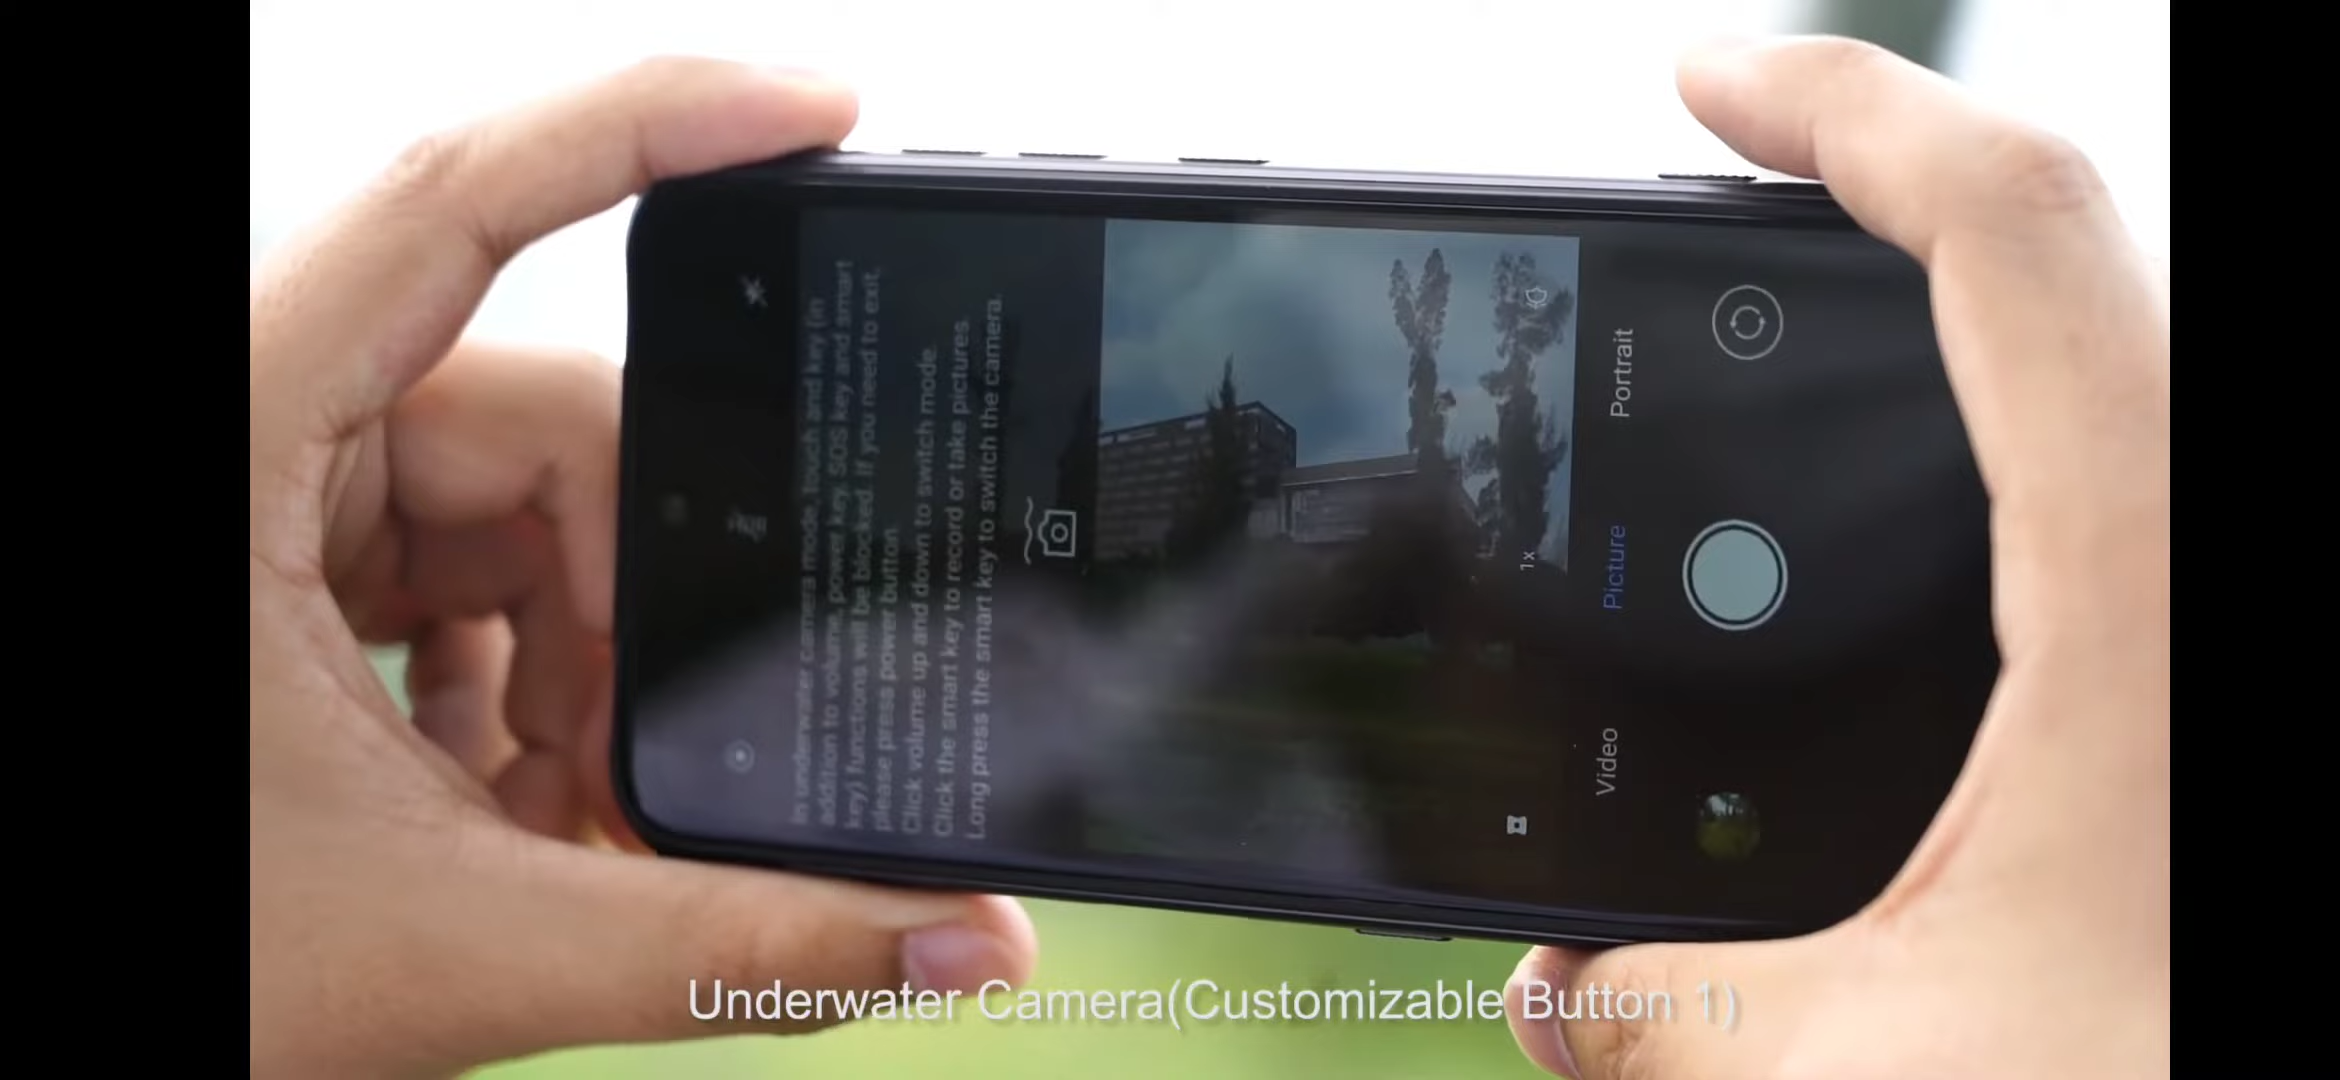 In underwater camera mode, touch and key (in
addition to volume, power key, SOS key and smart
key) functions will be blocked. If you need to exit,
please press power button
Click volume up and down to switch mode.
Click the smart key to record or take pictures.
Long press the smart key to switch the camera.
1x
Video
Picture
Portrait
Underwater Camera(Customizable Button 1)